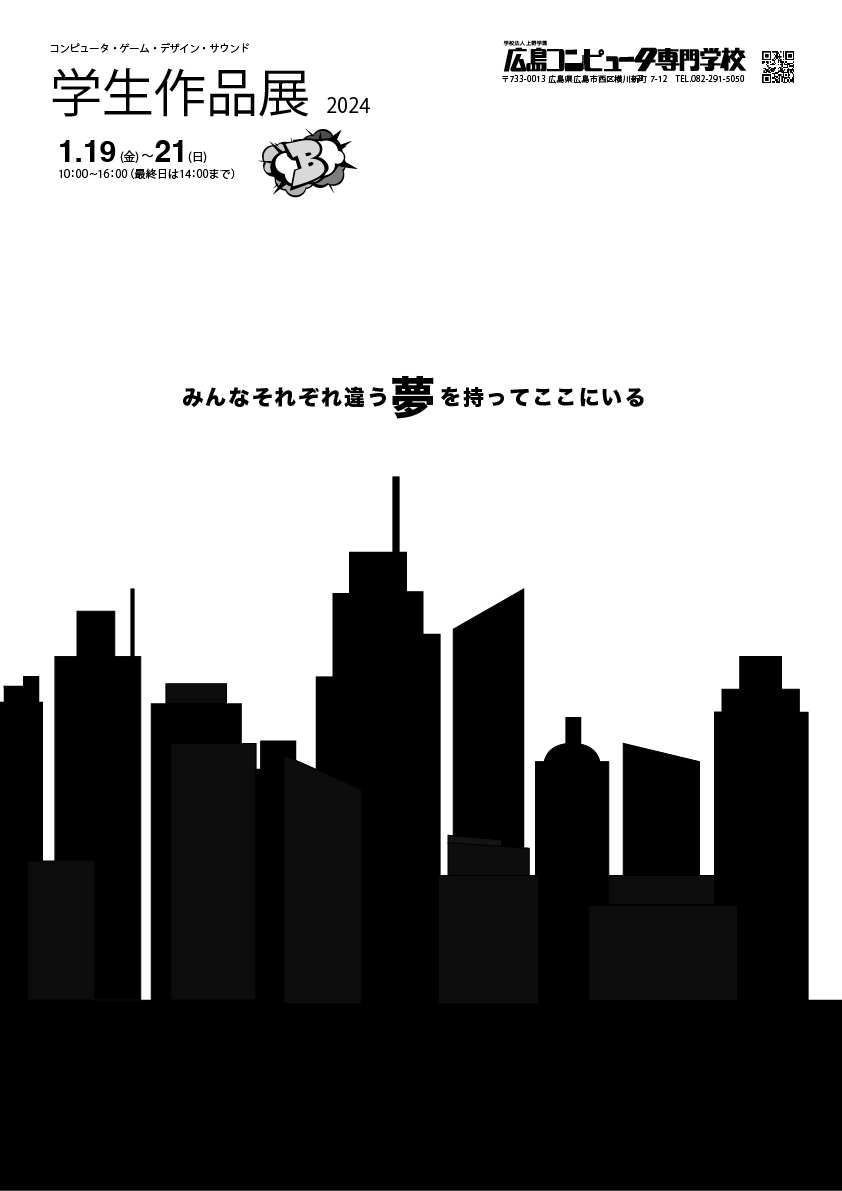 コンピュータ・ゲーム・デザイン・サウンド
学生作品展 2024
1.19(金)～21(日)
10:00~16:00(最終日は14:00まで)
B
学校法人 上野学園
広島コンピュータ専門学校
〒733-0013 広島県広島市西区横川新町 7-12 TEL.082-291-5050
みんなそれぞれ違う夢を持ってここにいる